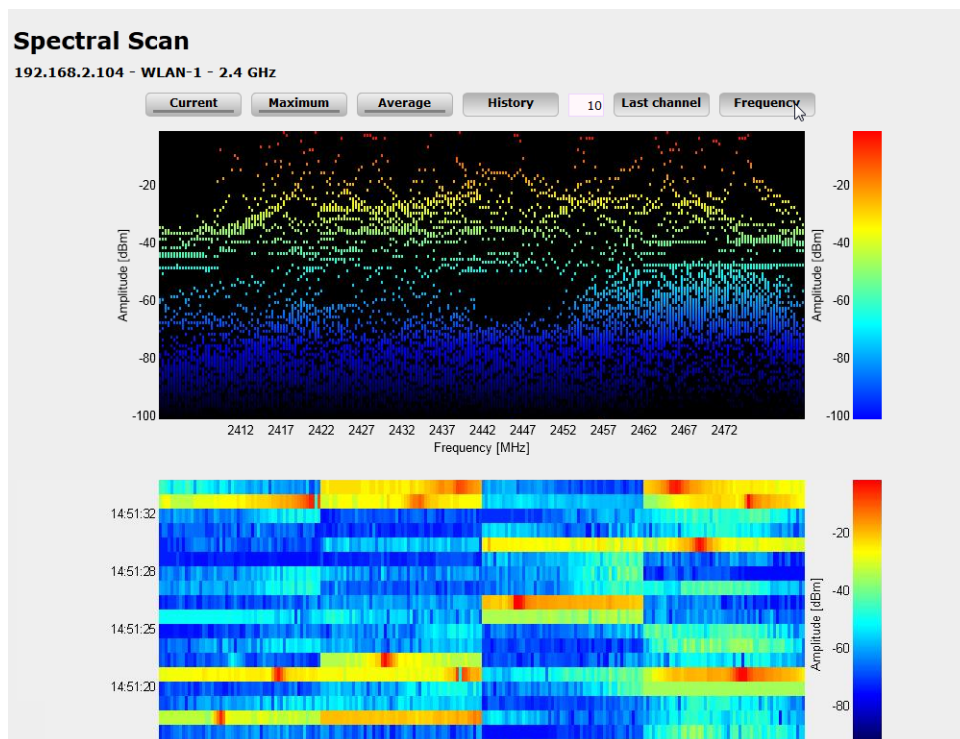 Spectral Scan
192.168.2.104 - WLAN-1 - 2.4 GHz
Current Maximum Average History 10 Last channel Frequency
-20 -20
-40 -40
-60 -60
-80 -80
-100 -100
Amplitude [dBm]
Amplitude [dBm]
2412 2417 2422 2427 2432 2437 2442 2447 2452 2457 2462 2467 2472
Frequency [MHz]
14:51:32
14:51:28
14:51:25
14:51:20
-20
-40
-60
-80
Amplitude [dBm]